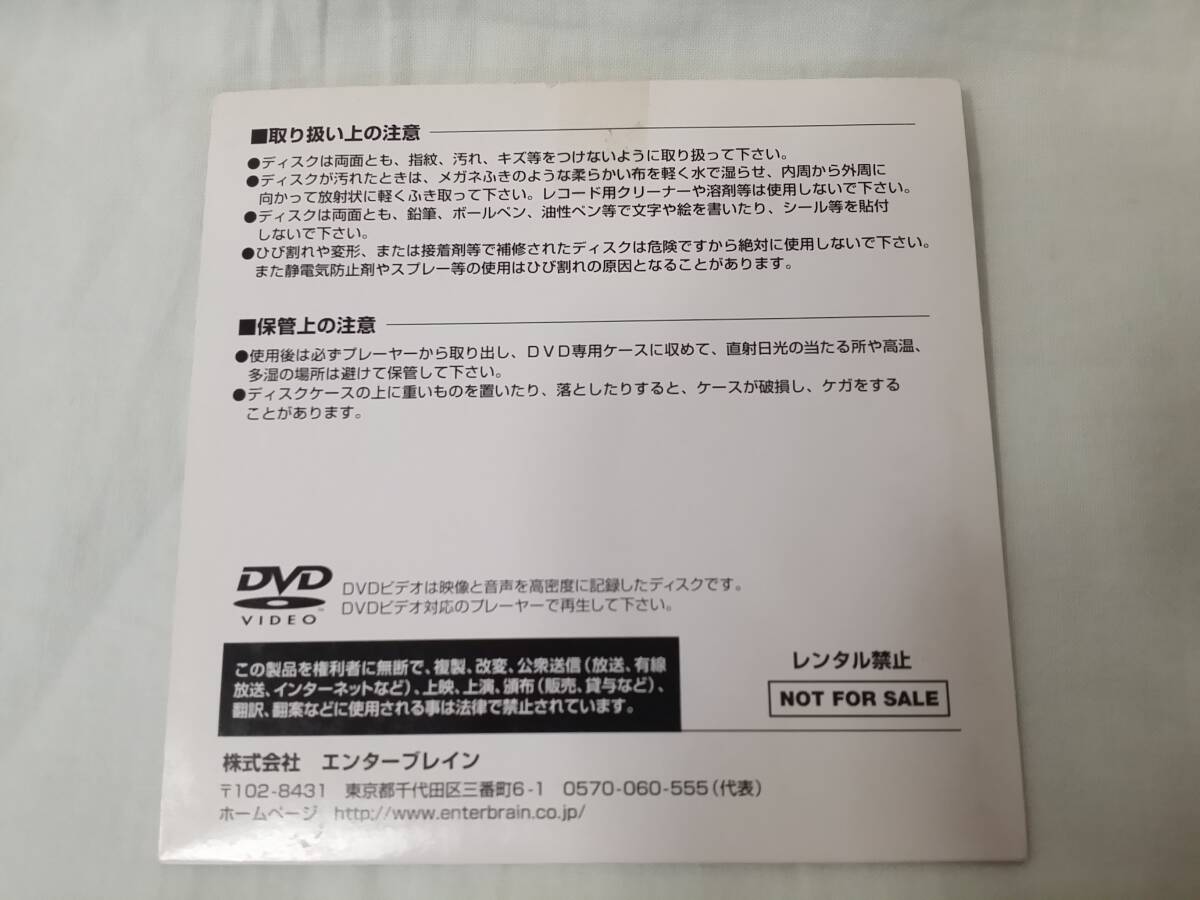 ■取り扱い上の注意
●ディスクは両面とも、指紋、汚れ、キズ等をつけないように取り扱って下さい。
●ディスクが汚れたときは、メガネふきのような柔らかい布を軽く水で湿らせ、内周から外周に
向かって放射状に軽くふき取って下さい。レコード用クリーナーや溶剤等は使用しないで下さい。
●ディスクは両面とも、鉛筆、ボールペン、油性ペン等で文字や絵を書いたり、シール等を貼付
しないで下さい。
●ひび割れや変形、または接着剤等で補修されたディスクは危険ですから絶対に使用しないで下さい。
また静電気防止剤やスプレー等の使用はひび割れの原因となることがあります。
■保管上の注意
●使用後は必ずプレーヤーから取り出し、DVD専用ケースに収めて、直射日光の当たる所や高温、
多湿の場所は避けて保管して下さい。
●ディスクケースの上に重いものを置いたり、落としたりすると、ケースが破損し、ケガをする
ことがあります。
DVD
VIDEO™
DVDビデオは映像と音声を高密度に記録したディスクです。
DVDビデオ対応のプレーヤーで再生して下さい。
この製品を権利者に無断で、複製、改変、公衆送信(放送、有線
放送、インターネットなど)、上映、上演、頒布(販売、貸与など)、
翻訳、翻案などに使用される事は法律で禁止されています。
レンタル禁止
NOT FOR SALE
株式会社 エンターブレイン
〒102-8431 東京都千代田区三番町6-1 0570-060-555(代表)
ホームページ http://www.enterbrain.co.jp/